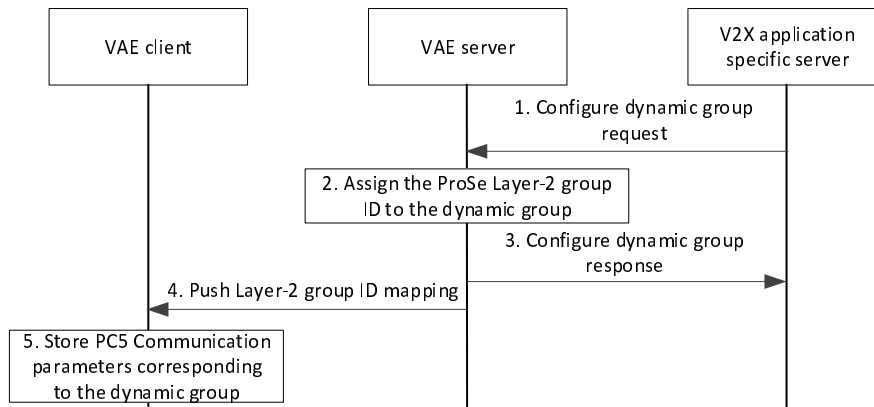 VAE client
VAE server
V2X application
specific server
1. Configure dynamic group
request
2. Assign the ProSe Layer-2 group
ID to the dynamic group
3. Configure dynamic group
response
4. Push Layer-2 group ID mapping
5. Store PC5 Communication
parameters corresponding
to the dynamic group